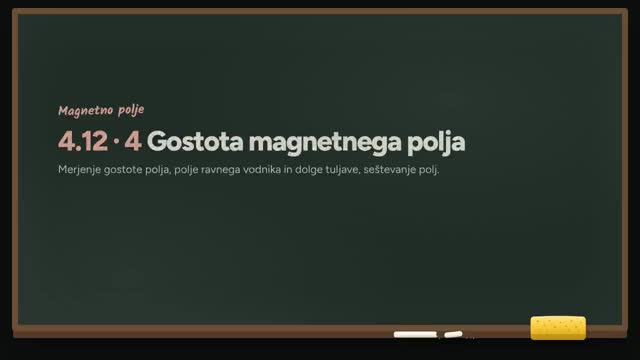 Magnetno polje
4.12 · 4 Gostota magnetnega polja
Merjenje gostote polja, polje ravnega vodnika in dolge tuljave, seštevanje polj.